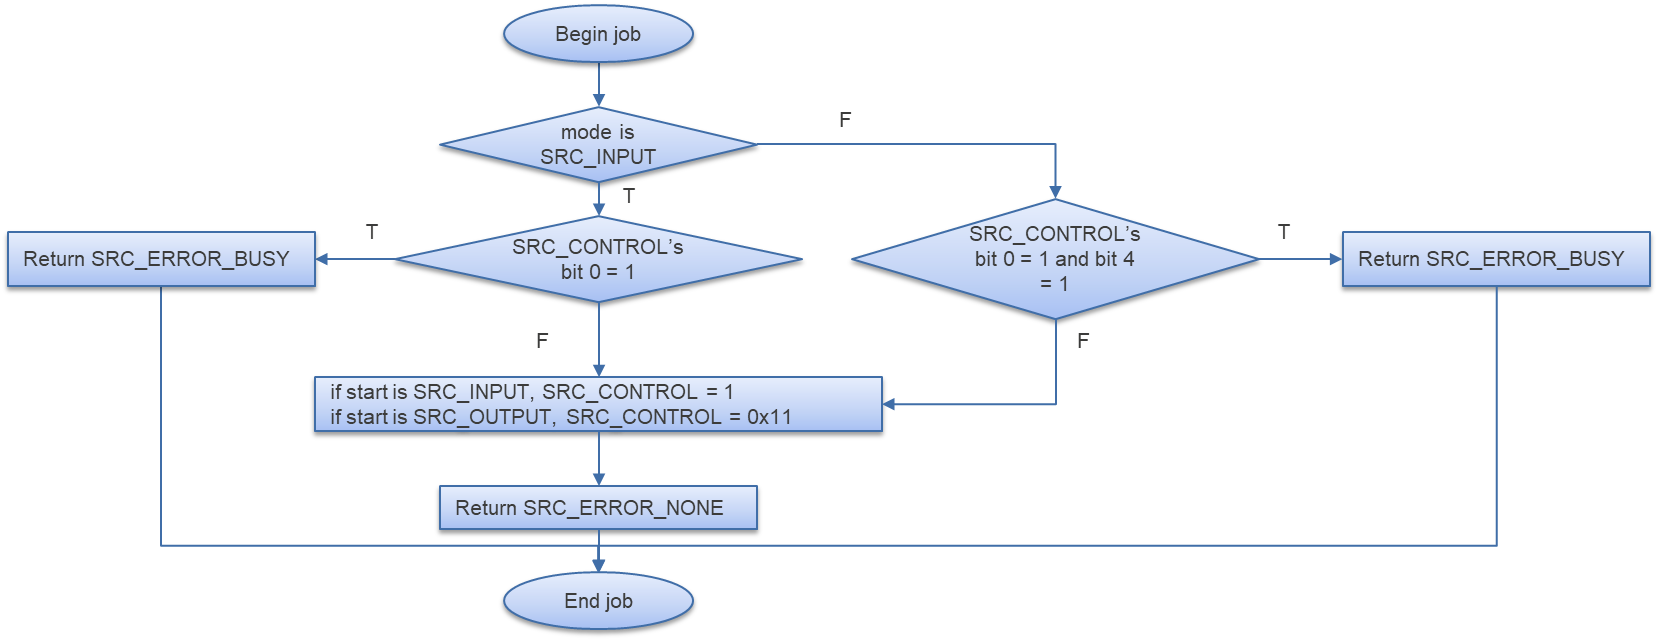 Begin job
mode is
SRC_INPUT
F
T
SRC_CONTROL’s
bit 0 = 1
T
Return SRC_ERROR_BUSY
F
SRC_CONTROL’s
bit 0 = 1 and bit 4
= 1
T
Return SRC_ERROR_BUSY
F
if start is SRC_INPUT, SRC_CONTROL = 1
if start is SRC_OUTPUT, SRC_CONTROL = 0x11
Return SRC_ERROR_NONE
End job